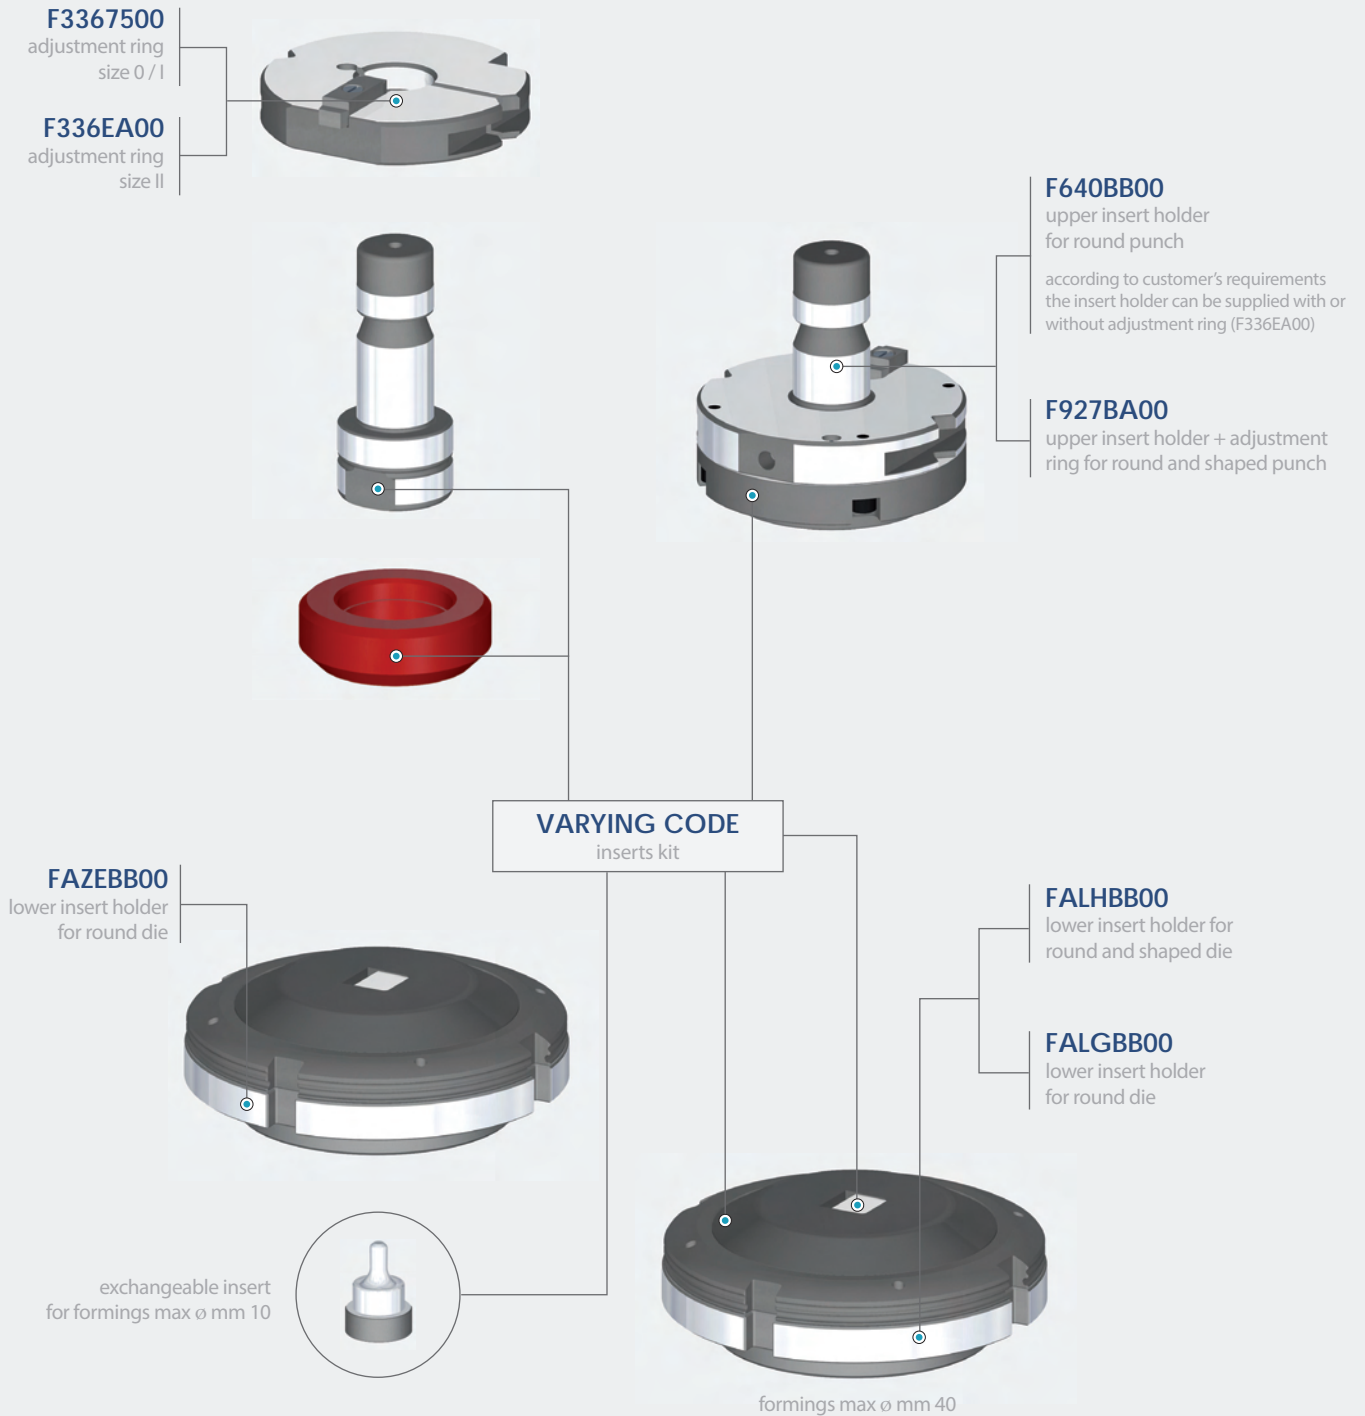 F3367500
adjustment ring
size 0 / I
F336EA00
adjustment ring
size II
F640BB00
upper insert holder
for round punch
according to customer's requirements
the insert holder can be supplied with or
without adjustment ring (F336EA00)
F927BA00
upper insert holder + adjustment
ring for round and shaped punch
VARYING CODE
inserts kit
FAZEBB00
lower insert holder
for round die
FALHBB00
lower insert holder for
round and shaped die
FALGBB00
lower insert holder
for round die
exchangeable insert
for formings max ø mm 10
formings max ø mm 40